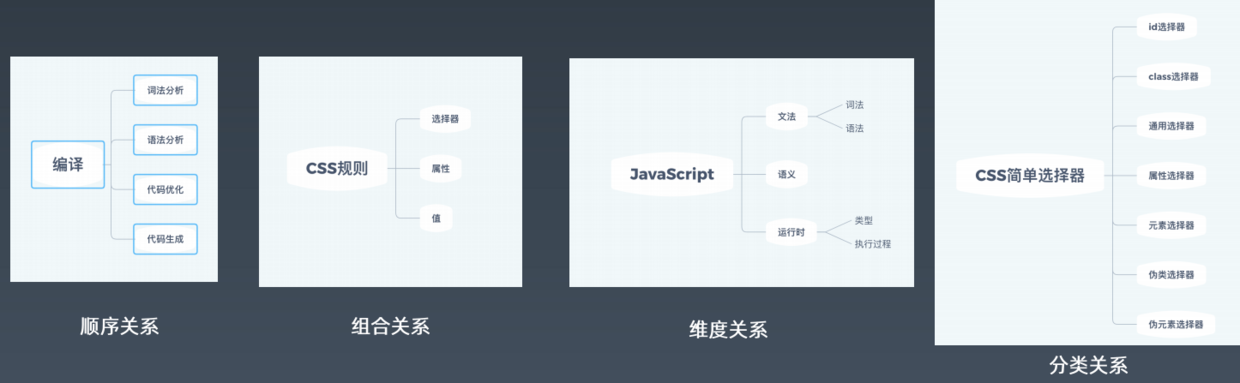 编译
词法分析
语法分析
代码优化
代码生成
顺序关系
CSS规则
选择器
属性
值
组合关系
JavaScript
文法
词法
语法
语义
运行时
类型
执行过程
维度关系
CSS简单选择器
id选择器
class选择器
通用选择器
属性选择器
元素选择器
伪类选择器
伪元素选择器
分类关系